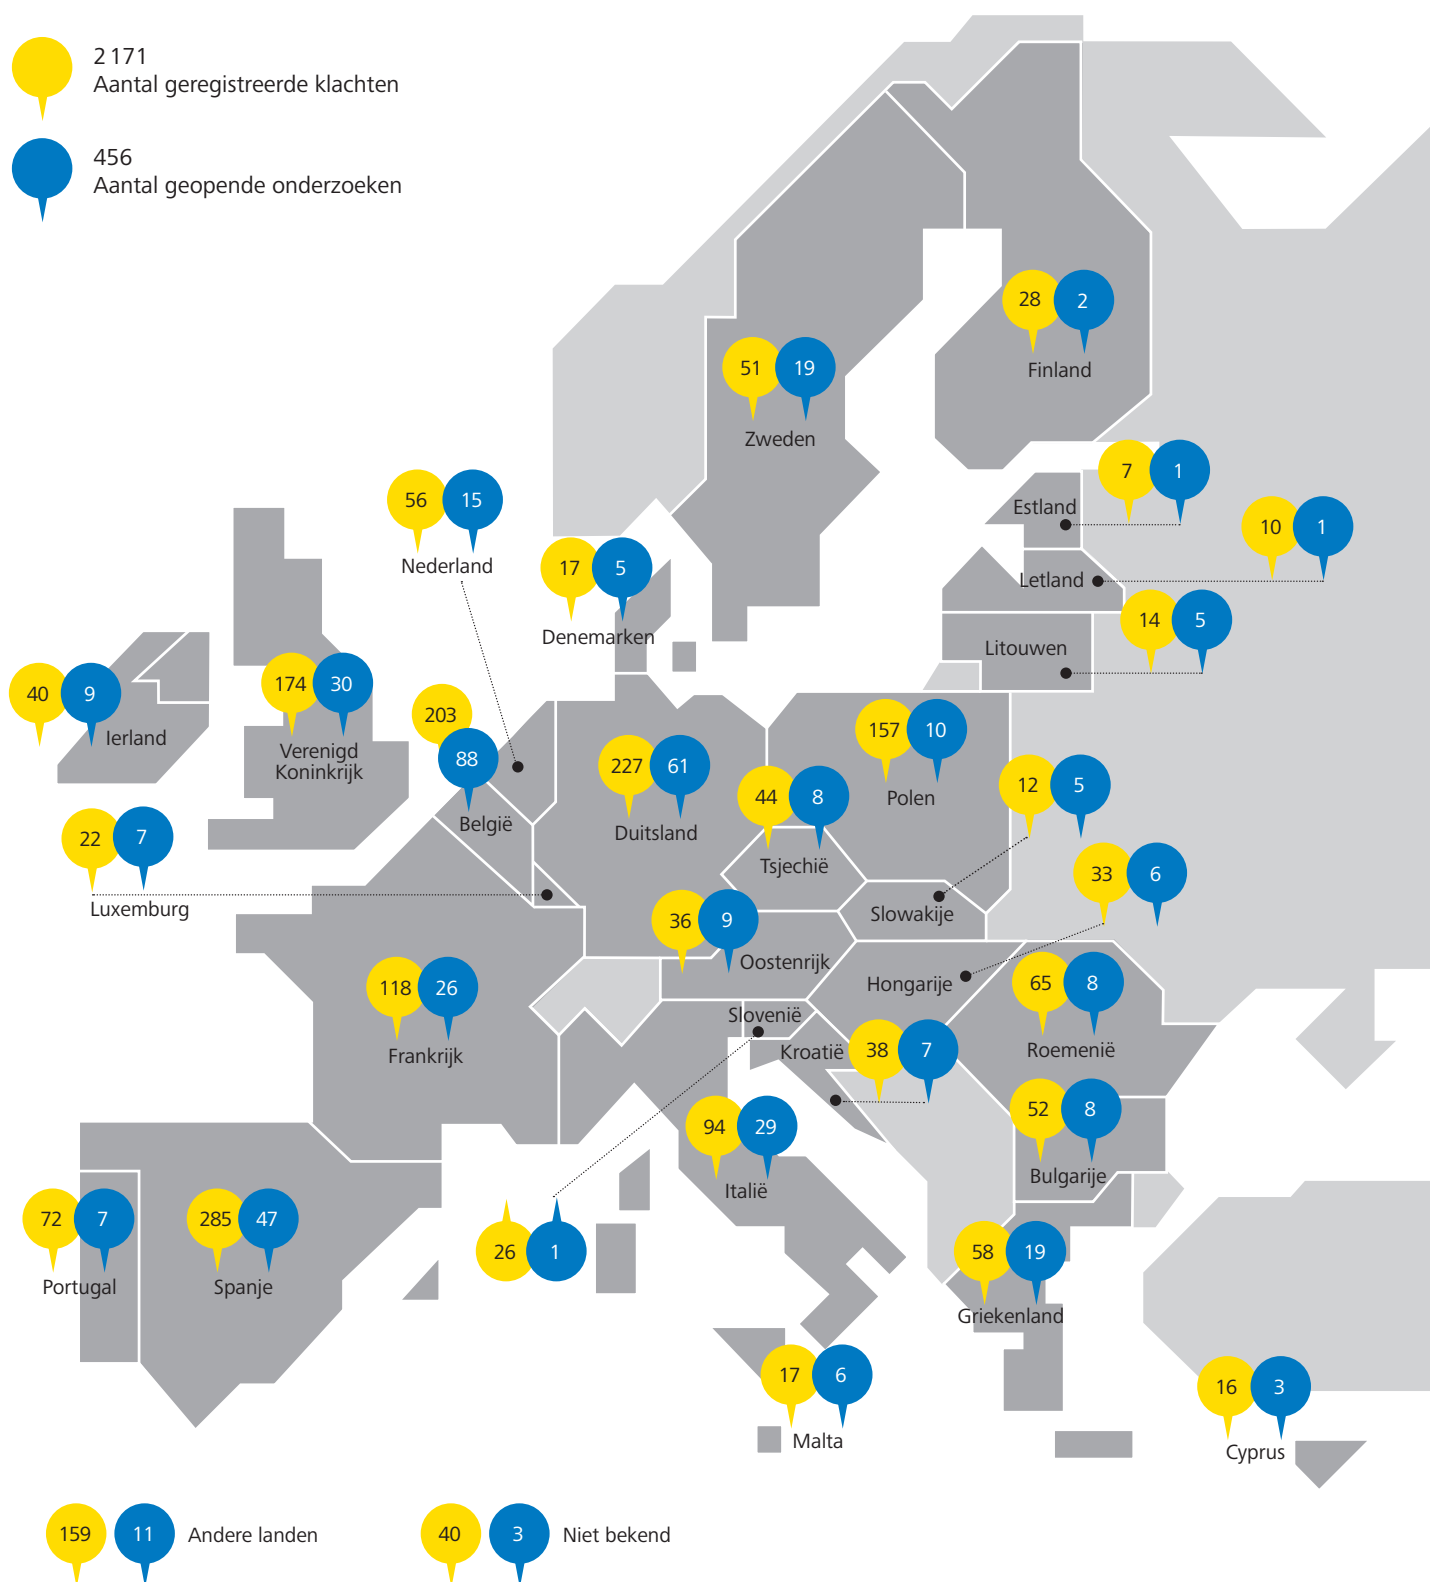 2 171
Aantal geregistreerde klachten
456
Aantal geopende onderzoeken
28 2
Finland
51 19
Zweden
7 1
Estland
56 15
Nederland
10 1
Letland
17 5
Denemarken
14 5
Litouwen
40 9
Ierland
174 30
Verenigd
Koninkrijk
203
88
België
227 61
Duitsland
157 10
Polen
44 8
Tsjechië
12 5
Slowakije
22 7
Luxemburg
33 6
Hongarije
36 9
Oostenrijk
118 26
Frankrijk
65 8
Roemenië
Slovenië
26 1
Kroatië 38 7
52 8
Bulgarije
94 29
Italië
72 7
Portugal
285 47
Spanje
58 19
Griekenland
17 6
Malta
16 3
Cyprus
159 11 Andere landen
40 3 Niet bekend